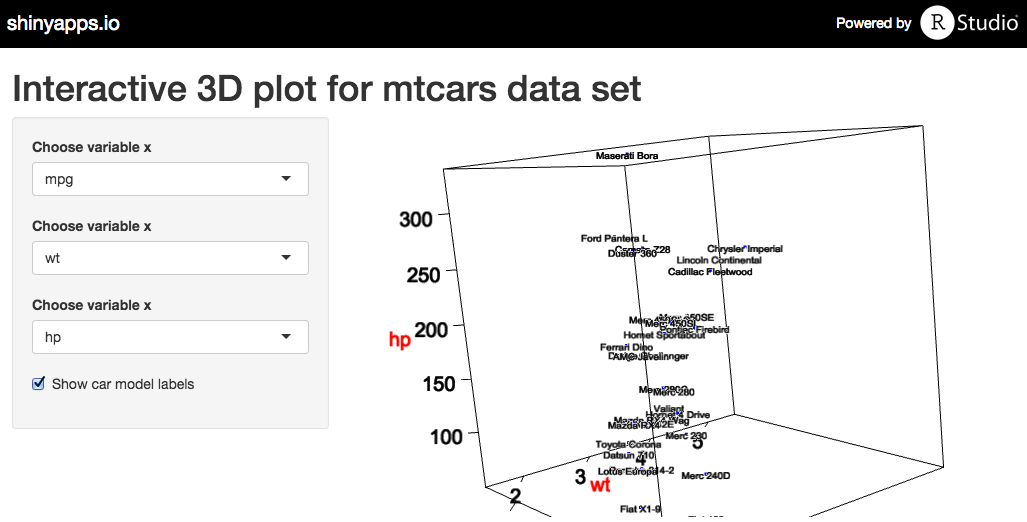 shinyapps.io
Powered by R Studio
Interactive 3D plot for mtcars data set
Choose variable x
mpg
Choose variable x
wt
Choose variable x
hp
Show car model labels
Maserati Bora
300
Ford Pantera L
Camaro Z28
Duster 360
Chrysler Imperial
Lincoln Continental
Cadillac Fleetwood
250
Merc 450SE
Merc 450SL
Pontiac Firebird
hp
200
Hornet Sportabout
Ferrari Dino
AMC Javelin
150
Merc 280
Valiant
Hornet 4 Drive
Mazda RX4 Wag
Mazda RX4
100
Merc 230
Toyota Corona
Datsun 710
Lotus Europa
Merc 240D
5
4
3
wt
2
Fiat X1-9